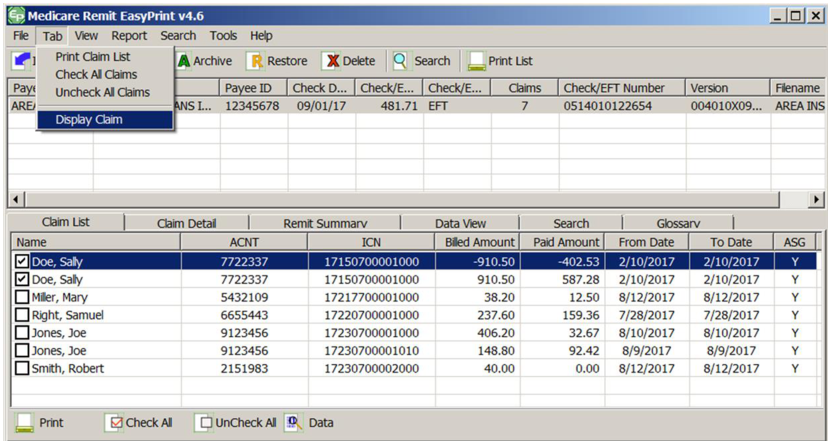 Medicare Remit EasyPrint v4.6
File Tab View Report Search Tools Help
Archive Restore Delete Search Print List
Print Claim List
Check All Claims
Uncheck All Claims
Display Claim
Payee ID Check D... Check/E... Check/E... Claims Check/EFT Number Version Filename
ANS I... 12345678 09/01/17 481.71 EFT 7 0514010122654 004010X09... AREA INS
Claim List Claim Detail Remit Summary Data View Search Glossary
Name ACNT ICN Billed Amount Paid Amount From Date To Date ASG
Doe, Sally 7722337 17150700001000 -910.50 -402.53 2/10/2017 2/10/2017 Y
Doe, Sally 7722337 17150700001000 910.50 587.28 2/10/2017 2/10/2017 Y
Miller, Mary 5432109 17217700001000 38.20 12.50 8/12/2017 8/12/2017 Y
Right, Samuel 6655443 17220700001000 237.60 159.36 7/28/2017 7/28/2017 Y
Jones, Joe 9123456 17230700001000 406.20 32.67 8/10/2017 8/10/2017 Y
Jones, Joe 9123456 17230700001010 148.80 92.42 8/9/2017 8/9/2017 Y
Smith, Robert 2151983 17230700002000 40.00 0.00 8/12/2017 8/12/2017 Y
Print Check All UnCheck All Data